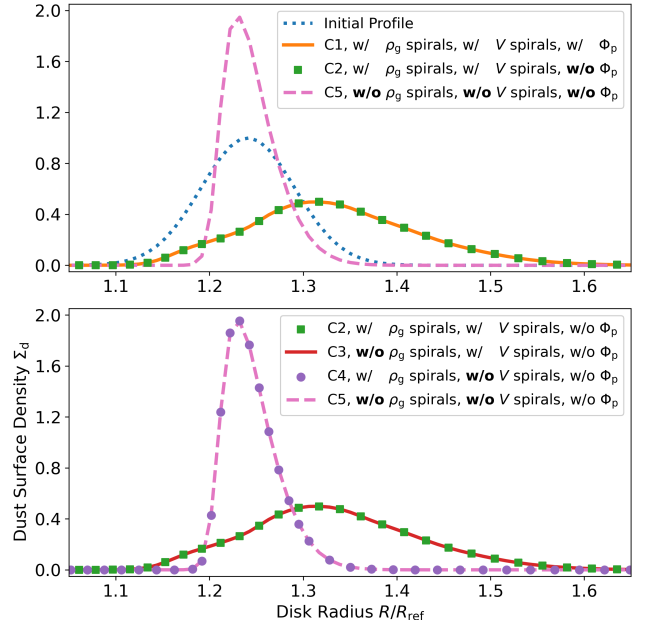 2.0
1.6
1.2
0.8
0.4
0.0
Initial Profile
C1, w/ ρg spirals, w/ V spirals, w/ Φp
C2, w/ ρg spirals, w/ V spirals, w/o Φp
C5, w/o ρg spirals, w/o V spirals, w/o Φp
1.1 1.2 1.3 1.4 1.5 1.6
2.0
1.6
1.2
0.8
0.4
0.0
Dust Surface Density Σd
C2, w/ ρg spirals, w/ V spirals, w/o Φp
C3, w/o ρg spirals, w/ V spirals, w/o Φp
C4, w/ ρg spirals, w/o V spirals, w/o Φp
C5, w/o ρg spirals, w/o V spirals, w/o Φp
1.1 1.2 1.3 1.4 1.5 1.6
Disk Radius R/Rref